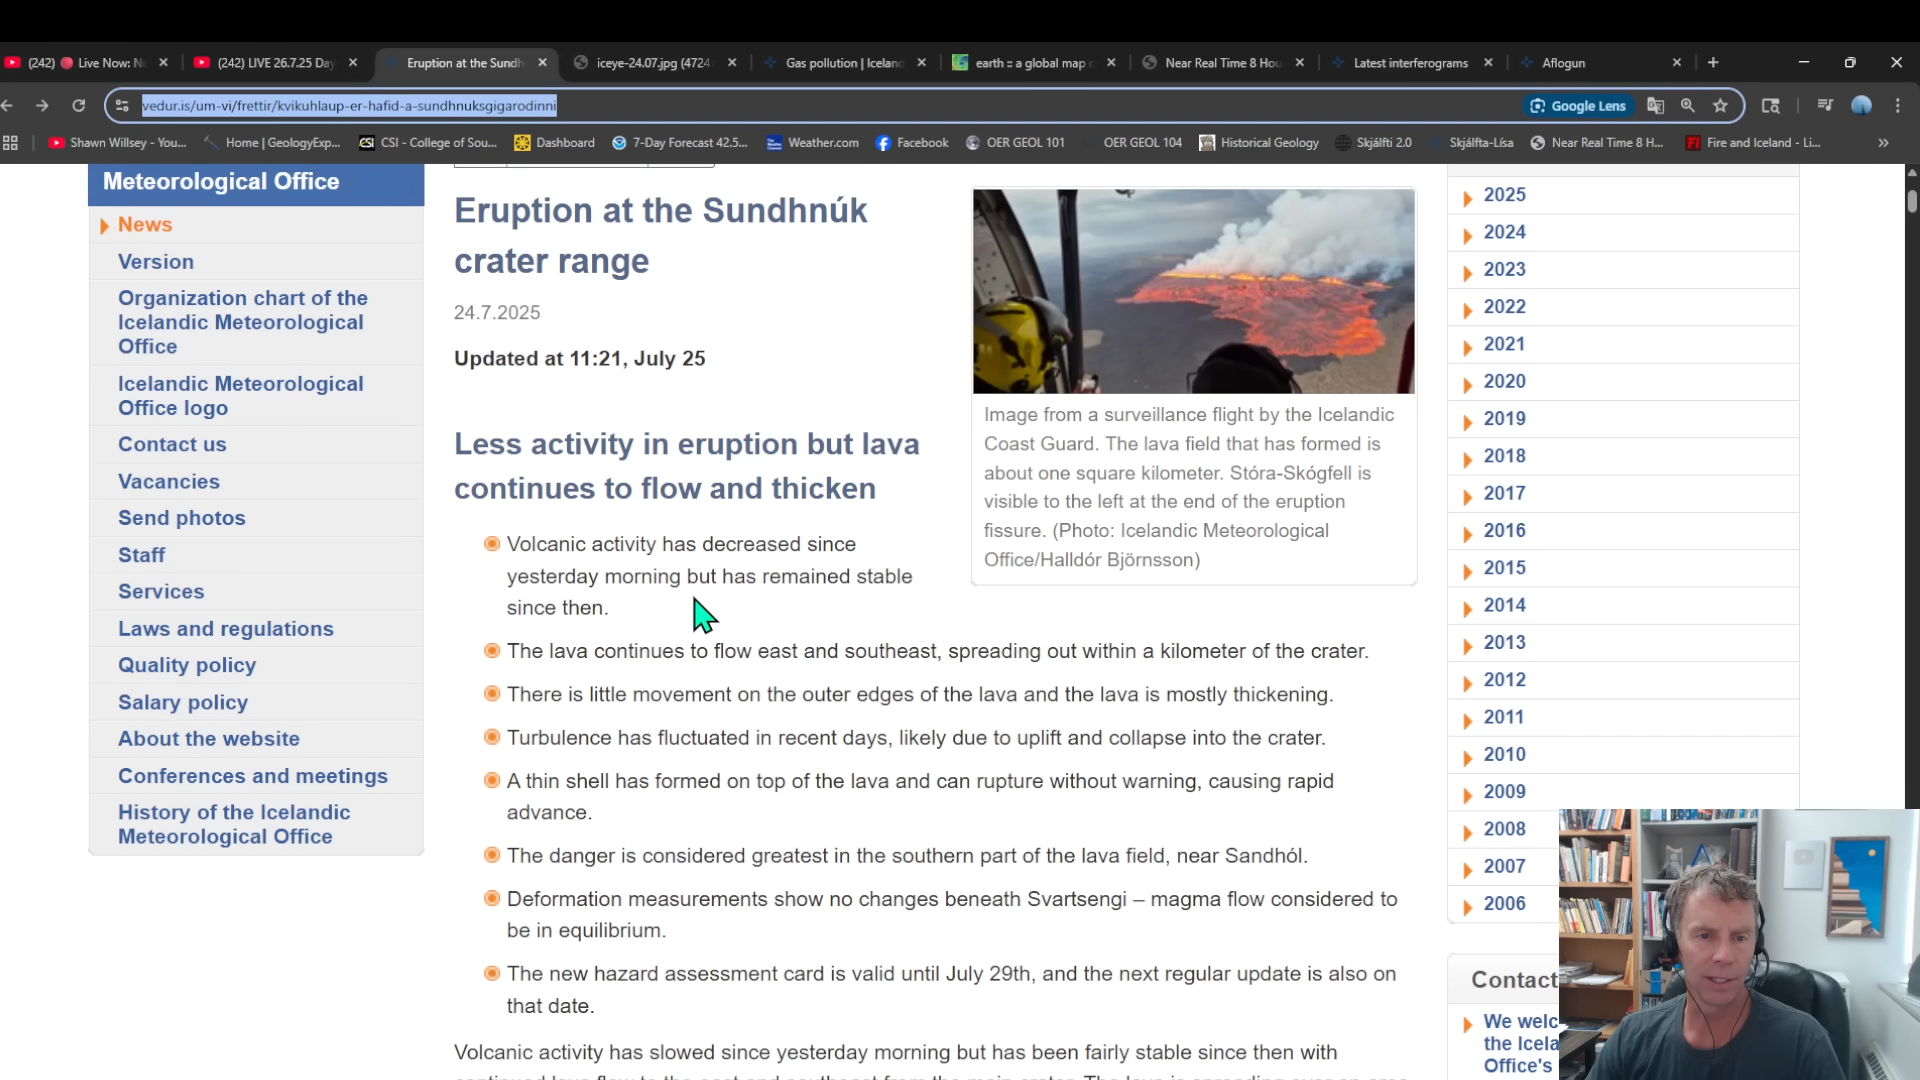 (242) 🔴 Live Now: N
(242) LIVE 26.7.25 Da
Eruption at the Sundh
iceye-24.07.jpg (4724
Gas pollution | Iceland
earth :: a global map
Near Real Time 8 Hou
Latest interferograms
Aflogun
vedur.is/um-vi/frettir/kvikuhlaup-er-hafid-a-sundhnuksgigarodinni
Google Lens
Shawn Willsey - You...
Home | GeologyExp...
CSI - College of Sou...
Dashboard
7-Day Forecast 42.5...
Weather.com
Facebook
OER GEOL 101
OER GEOL 104
Historical Geology
Skjálfti 2.0
Skjálfta-Lísa
Near Real Time 8 H...
Fire and Iceland - Li...
Meteorological Office
News
Version
Organization chart of the
Icelandic Meteorological
Office
Icelandic Meteorological
Office logo
Contact us
Vacancies
Send photos
Staff
Services
Laws and regulations
Quality policy
Salary policy
About the website
Conferences and meetings
History of the Icelandic
Meteorological Office
Eruption at the Sundhnúk
crater range
24.7.2025
Updated at 11:21, July 25
Less activity in eruption but lava
continues to flow and thicken
Volcanic activity has decreased since
yesterday morning but has remained stable
since then.
The lava continues to flow east and southeast, spreading out within a kilometer of the crater.
There is little movement on the outer edges of the lava and the lava is mostly thickening.
Turbulence has fluctuated in recent days, likely due to uplift and collapse into the crater.
A thin shell has formed on top of the lava and can rupture without warning, causing rapid
advance.
The danger is considered greatest in the southern part of the lava field, near Sandhól.
Deformation measurements show no changes beneath Svartsengi – magma flow considered to
be in equilibrium.
The new hazard assessment card is valid until July 29th, and the next regular update is also on
that date.
Volcanic activity has slowed since yesterday morning but has been fairly stable since then with
Image from a surveillance flight by the Icelandic
Coast Guard. The lava field that has formed is
about one square kilometer. Stóra-Skógfell is
visible to the left at the end of the eruption
fissure. (Photo: Icelandic Meteorological
Office/Halldór Björnsson)
2025
2024
2023
2022
2021
2020
2019
2018
2017
2016
2015
2014
2013
2012
2011
2010
2009
2008
2007
2006
Contact
We welc
the Icela
Office's